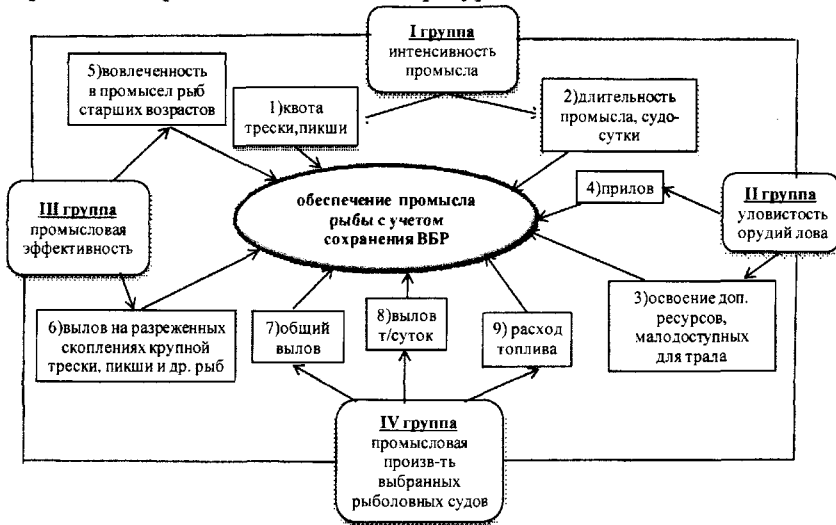 I группа
интенсивность
промысла
5)вовлеченность
в промысел рыб
старших возрастов
1)квота
трески,пикши
2)длительность
промысла, судо-
сутки
III группа
промысловая
эффективность
обеспечение промысла
рыбы с учетом
сохранения ВБР
4)прилов
II группа
уловистость
орудий лова
6)вылов на разреженных
скоплениях крупной
трески, пикши и др. рыб
7)общий
вылов
8)вылов
т/суток
9) расход
топлива
3)освоение доп.
ресурсов,
малодоступных
для трала
IV группа
промысловая
произв-ть
выбранных
рыболовных судов